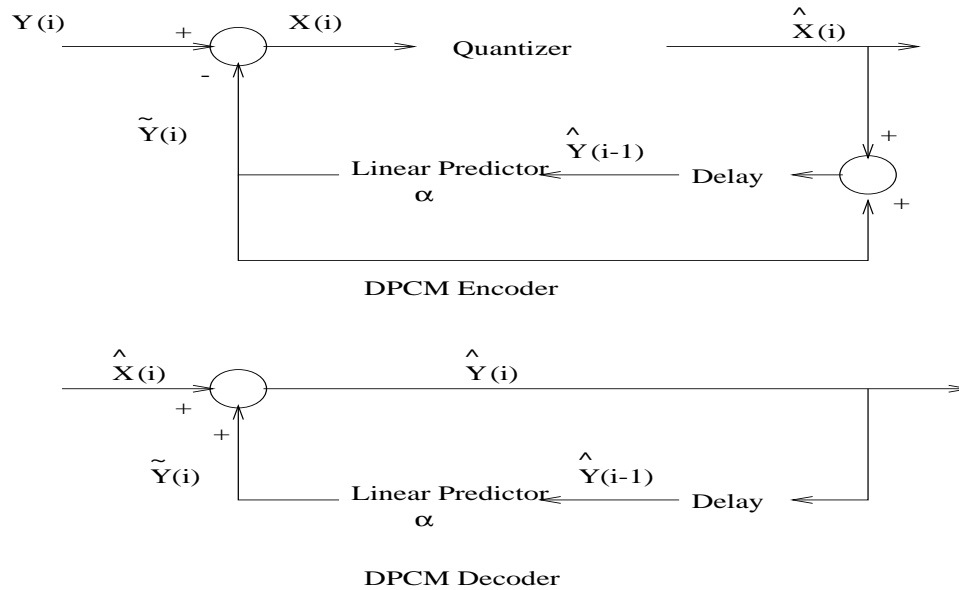 Y(i) + X(i) Quantizer X̂(i)
-
Ỹ(i) +
Linear Predictor Ŷ(i-1) Delay
α +
DPCM Encoder
X̂(i) Ŷ(i)
+ +
Ỹ(i) Linear Predictor Ŷ(i-1) Delay
α
DPCM Decoder